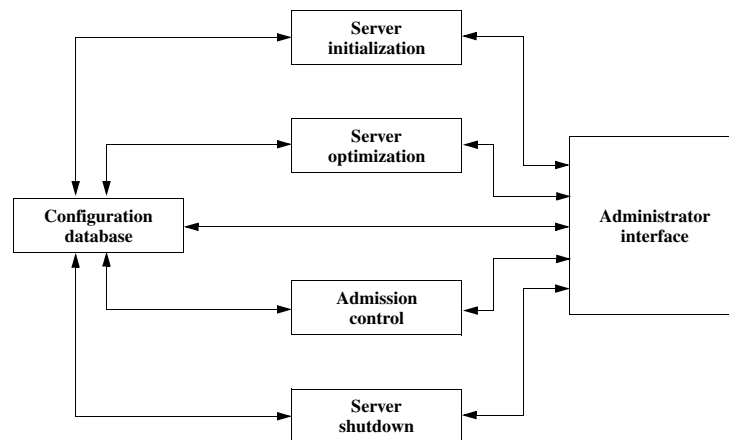 Server
initialization
Server
optimization
Configuration
database
Administrator
interface
Admission
control
Server
shutdown